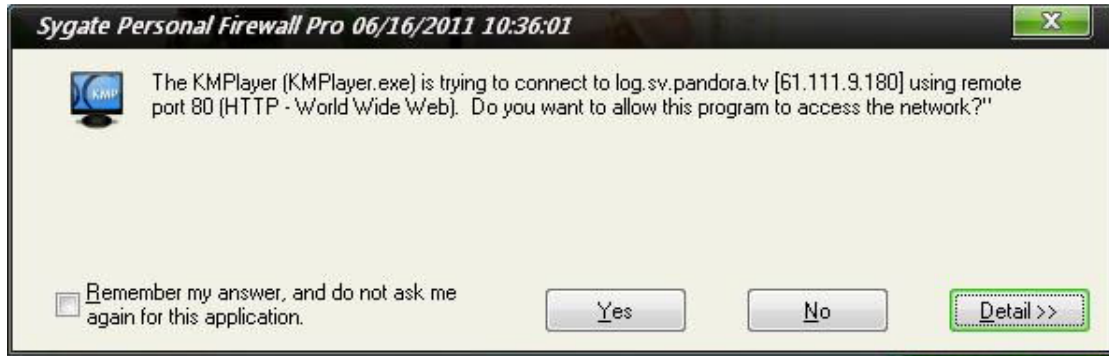 Sygate Personal Firewall Pro 06/16/2011 10:36:01
X
KMP
The KMPlayer (KMPlayer.exe) is trying to connect to log.sv.pandora.tv [61.111.9.180] using remote
port 80 (HTTP - World Wide Web). Do you want to allow this program to access the network?"
Remember my answer, and do not ask me
again for this application.
Yes
No
Detail >>